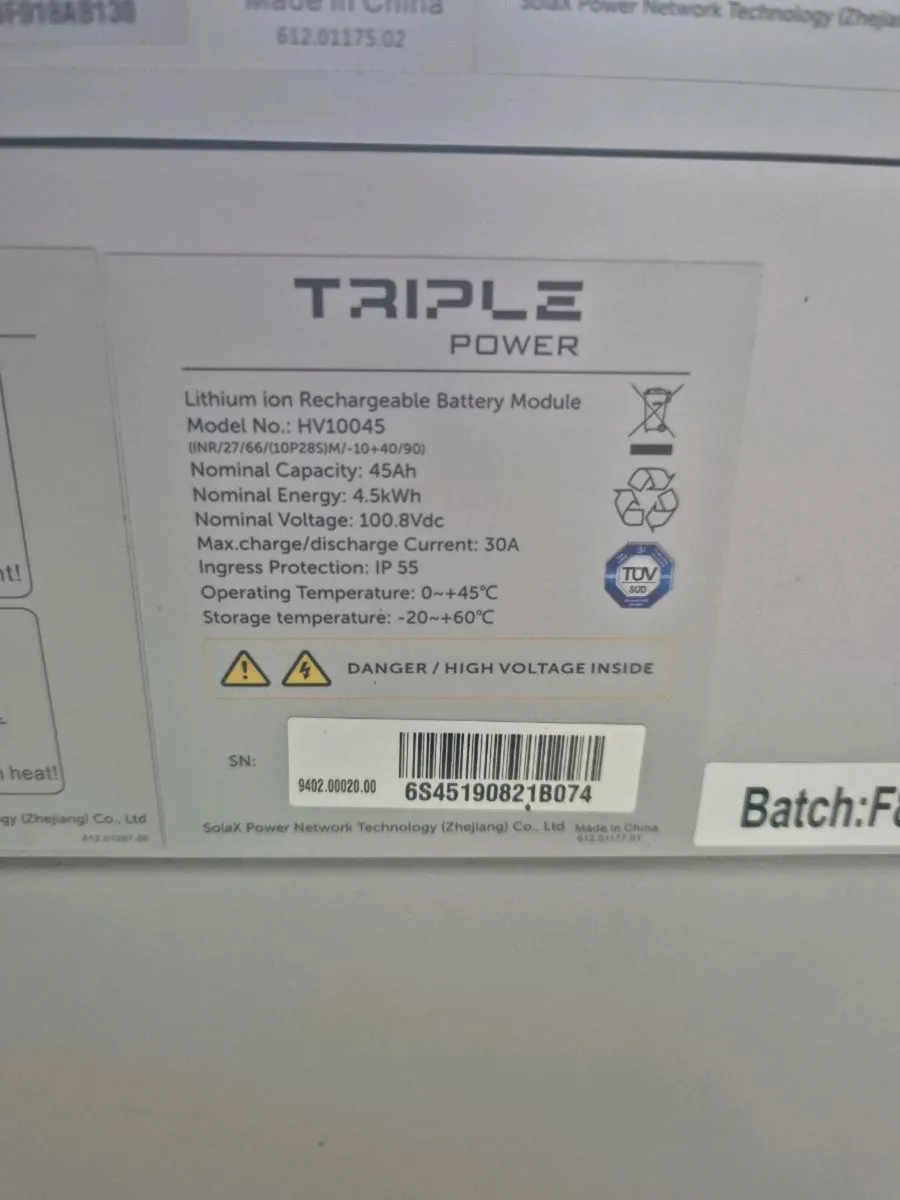 Made in China
612.01175.02
SolaX Power Network Technology
TRIPLE
POWER
Lithium ion Rechargeable Battery Module
Model No.: HV10045
(INR/27/66/(10P28S)M/-10+40/90)
Nominal Capacity: 45Ah
Nominal Energy: 4.5kWh
Nominal Voltage: 100.8Vdc
Max.charge/discharge Current: 30A
Ingress Protection: IP 55
Operating Temperature: 0~+45℃
Storage temperature: -20~+60℃
TÜV
SÜD
DANGER / HIGH VOLTAGE INSIDE
SN:
9402.00020.00
6S45190821B074
SolaX Power Network Technology (Zhejiang) Co., Ltd
Made in China
612.01177.01
Batch:F8
heat!
(Zhejiang) Co., Ltd